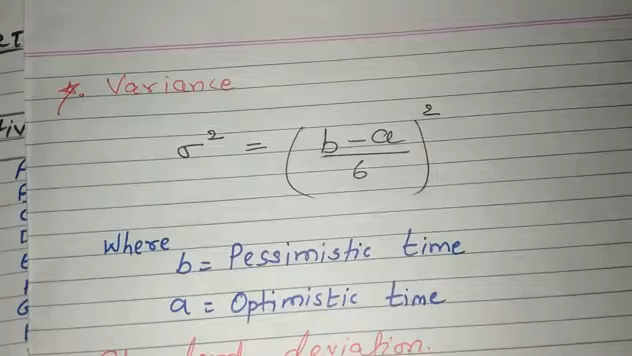 *. Variance
σ² = ((b - a)/6)²
Where
b = Pessimistic time
a = Optimistic time
deviation.